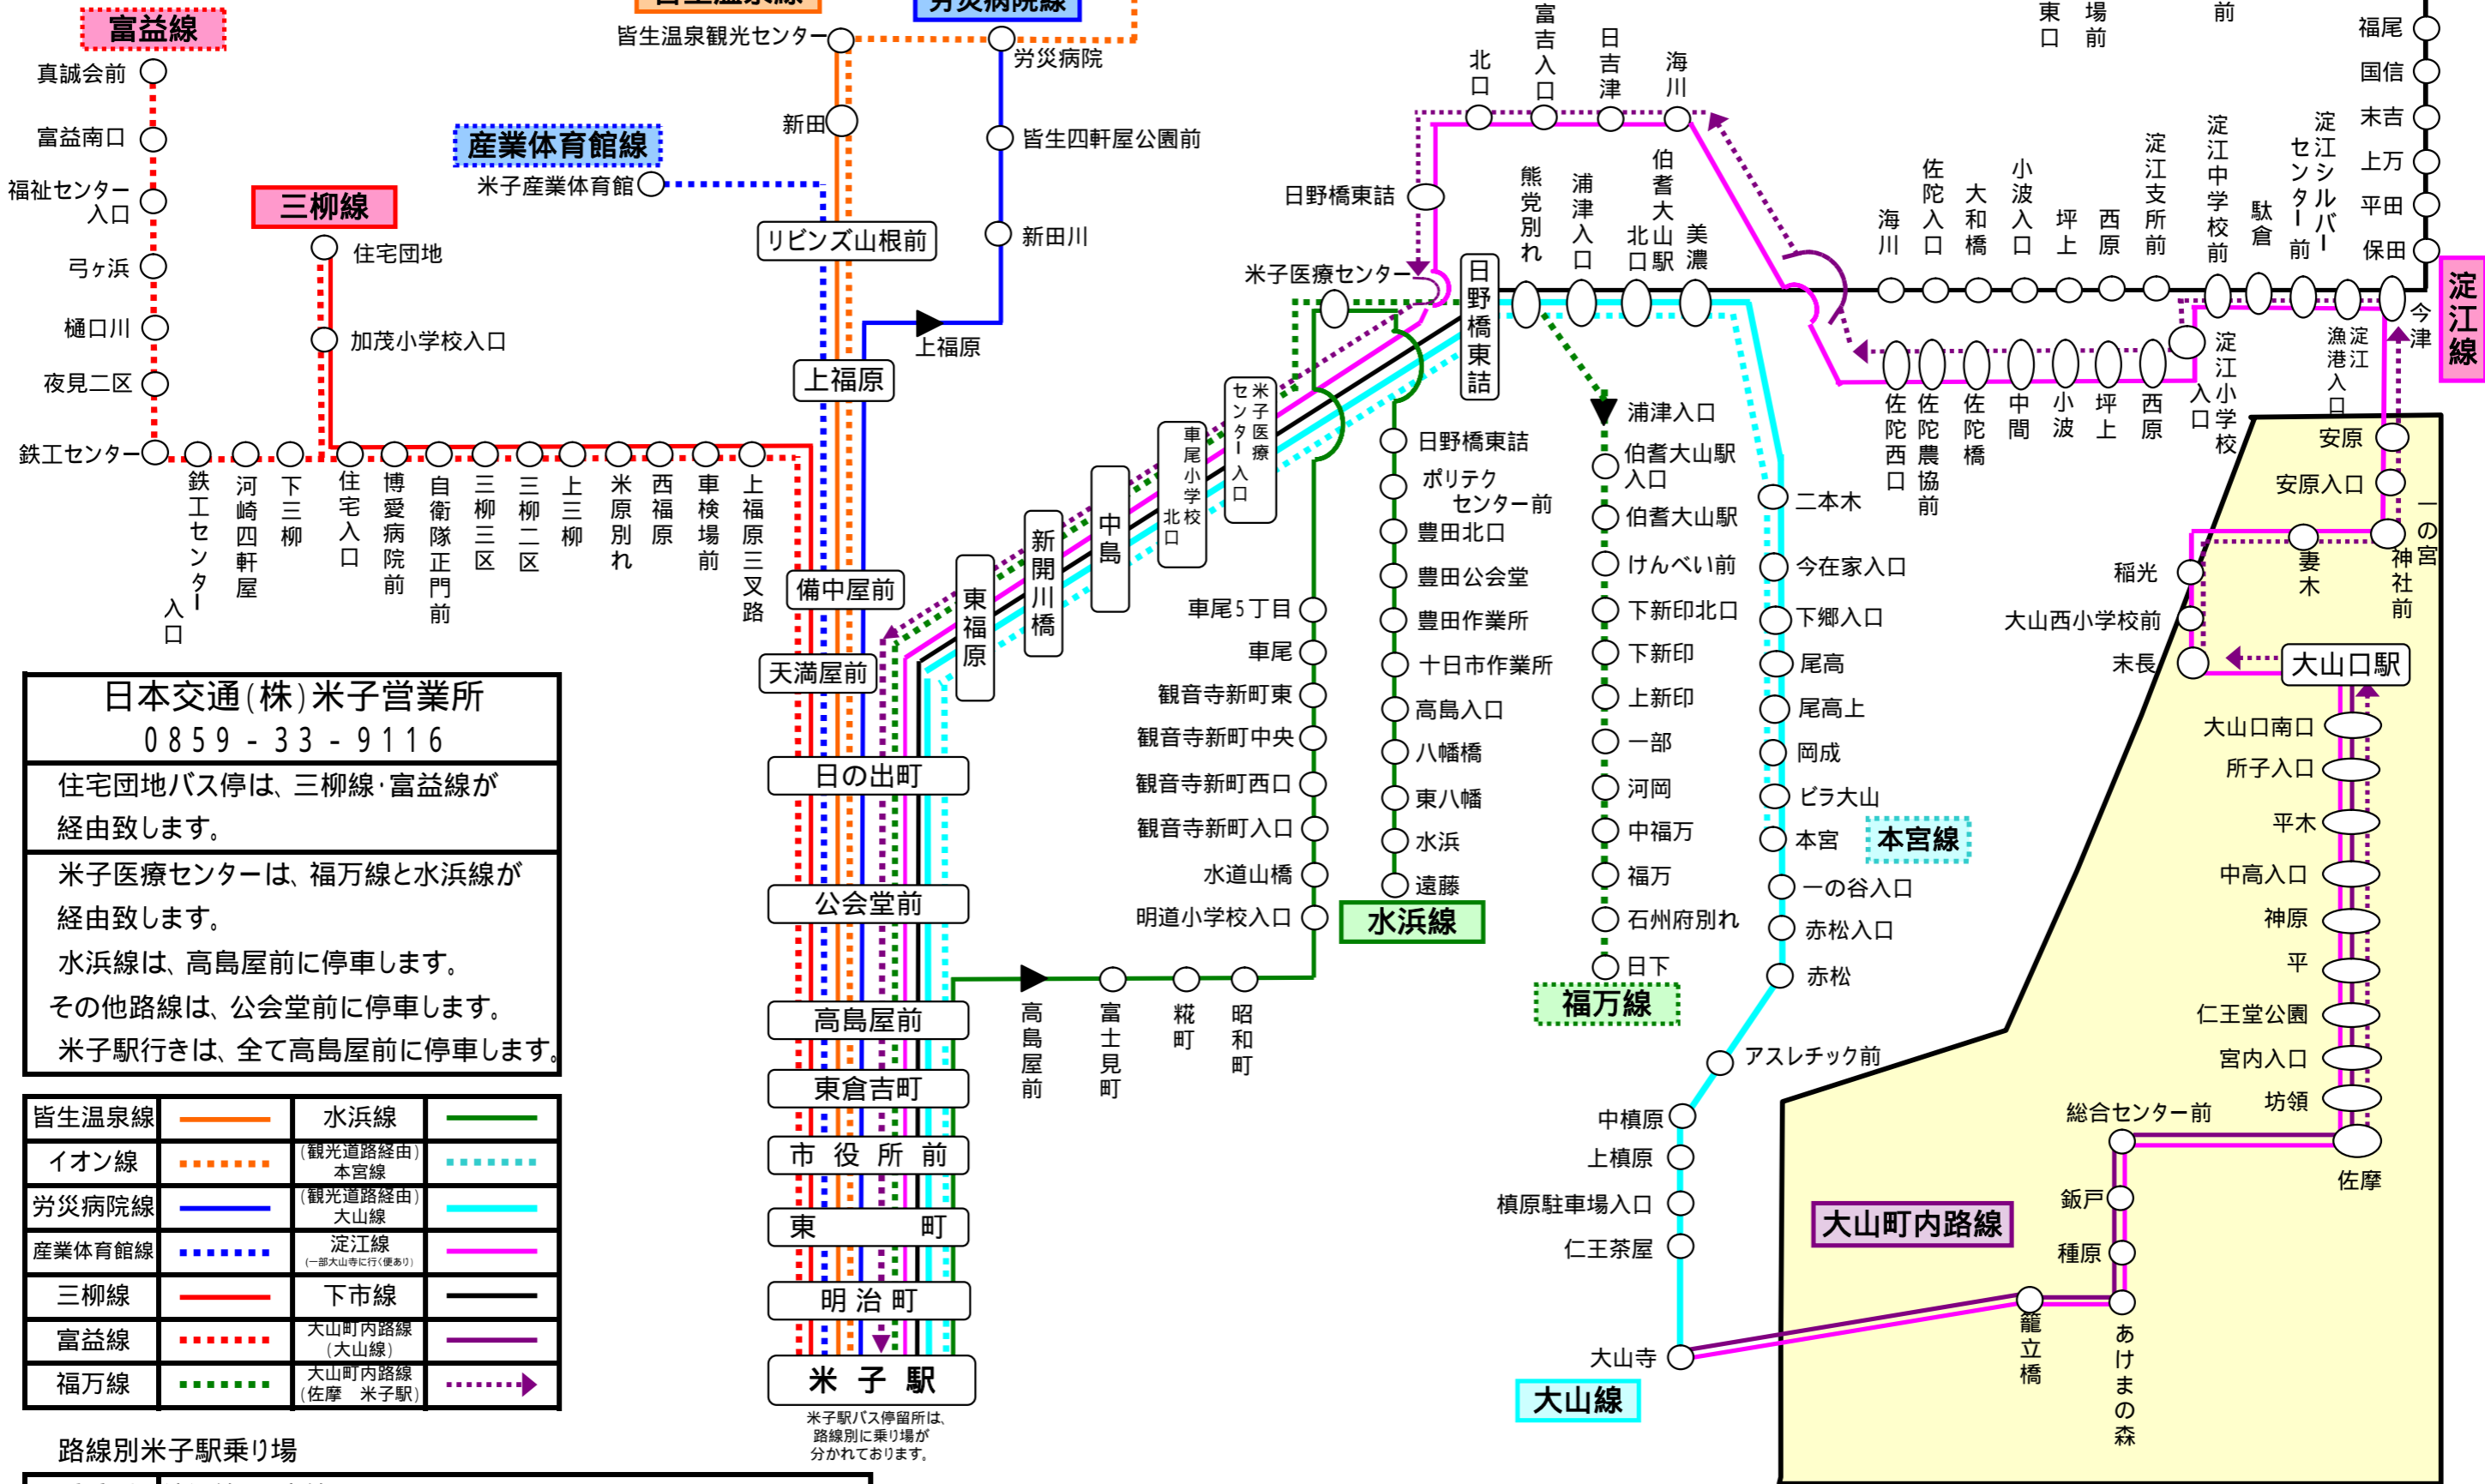 富益線
真誠会前
富益南口
福祉センター
入口
弓ヶ浜
樋口川
夜見二区
鉄工センター
鉄工センター入口
河崎四軒屋
下三柳
住宅入口
博愛病院前
自衛隊正門前
三柳三区
三柳二区
上三柳
米原別れ
西福原
車検場前
上福原三叉路
三柳線
住宅団地
加茂小学校入口
産業体育館線
米子産業体育館
皆生温泉観光センター
新田
労災病院
皆生四軒屋公園前
新田川
上福原
リビンズ山根前
上福原
備中屋前
天満屋前
日の出町
公会堂前
高島屋前
東倉吉町
市役所前
東町
明治町
米子駅
米子駅バス停留所は、
路線別に乗り場が
分かれております。
東福原
新開川橋
中島
車尾小学校北口
米子医療センター入口
日野橋東詰
米子医療センター
日野橋東詰
北口
富吉入口
日吉津
海川
熊党別れ
浦津入口
伯耆大山駅北口
美濃
海川
佐陀入口
大和橋
小波入口
坪上
西原
淀江支所前
淀江中学校前
駄倉
淀江シルバーセンター前
淀江漁港入口
今津
東口
場前
前
福尾
国信
末吉
上万
平田
保田
淀江線
佐陀西口
佐陀農協前
佐陀橋
中間
小波
坪上
西原
淀江小学校入口
安原
安原入口
一の宮神社前
妻木
稲光
大山西小学校前
末長
大山口駅
大山口南口
所子入口
平木
中高入口
神原
平
仁王堂公園
宮内入口
坊領
佐摩
総合センター前
鈑戸
種原
あけまの森
籠立橋
大山町内路線
高島屋前
富士見町
糀町
昭和町
車尾5丁目
車尾
観音寺新町東
観音寺新町中央
観音寺新町西口
観音寺新町入口
水道山橋
明道小学校入口
日野橋東詰
ポリテク
センター前
豊田北口
豊田公会堂
豊田作業所
十日市作業所
高島入口
八幡橋
東八幡
水浜
遠藤
水浜線
浦津入口
伯耆大山駅
入口
伯耆大山駅
けんべい前
下新印北口
下新印
上新印
一部
河岡
中福万
福万
石州府別れ
日下
福万線
二本木
今在家入口
下郷入口
尾高
尾高上
岡成
ビラ大山
本宮
本宮線
一の谷入口
赤松入口
赤松
アスレチック前
中槙原
上槙原
槙原駐車場入口
仁王茶屋
大山寺
大山線
日本交通(株)米子営業所
0859-33-9116
住宅団地バス停は、三柳線・富益線が
経由致します。
米子医療センターは、福万線と水浜線が
経由致します。
水浜線は、高島屋前に停車します。
その他路線は、公会堂前に停車します。
米子駅行きは、全て高島屋前に停車します。
皆生温泉線 水浜線
イオン線 (観光道路経由)本宮線
労災病院線 (観光道路経由)大山線
産業体育館線 淀江線(一部大山寺に行く便あり)
三柳線 下市線
富益線 大山町内路線(大山線)
福万線 大山町内路線(佐摩 米子駅)
路線別米子駅乗り場